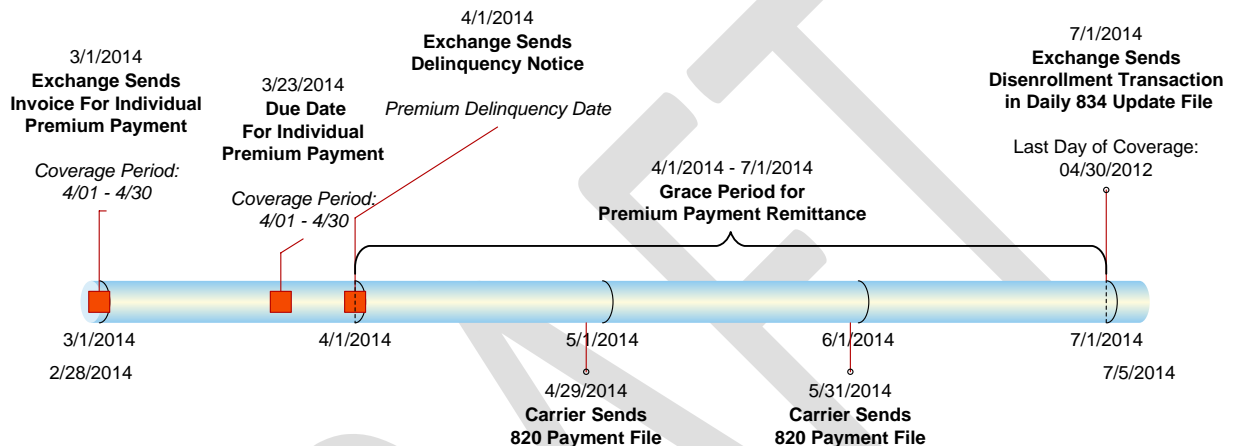 3/1/2014
Exchange Sends
Invoice For Individual
Premium Payment
Coverage Period:
4/01 - 4/30
3/23/2014
Due Date
For Individual
Premium Payment
Coverage Period:
4/01 - 4/30
4/1/2014
Exchange Sends
Delinquency Notice
Premium Delinquency Date
4/1/2014 - 7/1/2014
Grace Period for
Premium Payment Remittance
7/1/2014
Exchange Sends
Disenrollment Transaction
in Daily 834 Update File
Last Day of Coverage:
04/30/2012
3/1/2014
4/1/2014
5/1/2014
6/1/2014
7/1/2014
2/28/2014
7/5/2014
4/29/2014
Carrier Sends
820 Payment File
5/31/2014
Carrier Sends
820 Payment File